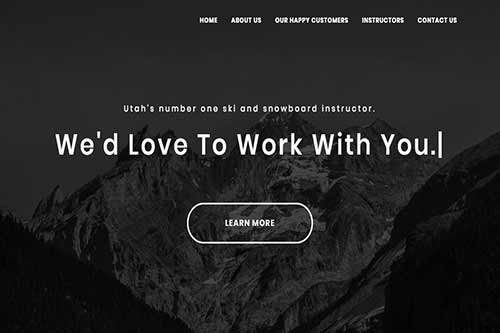 HOME ABOUT US OUR HAPPY CUSTOMERS INSTRUCTORS CONTACT US
Utah's number one ski and snowboard instructor.
We'd Love To Work With You.|
LEARN MORE